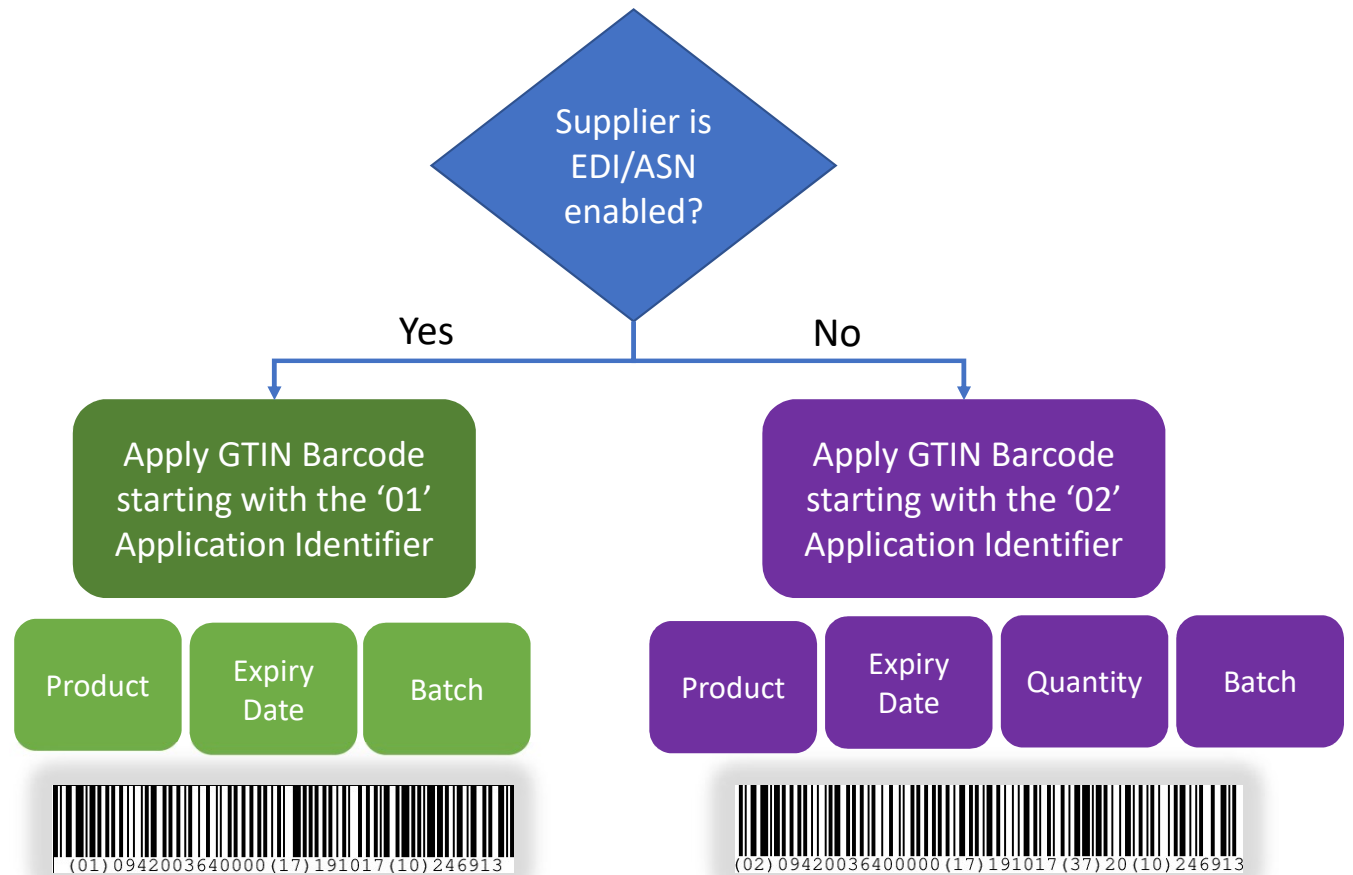 Supplier is
EDI/ASN
enabled?
Yes
No
Apply GTIN Barcode
starting with the ‘01’
Application Identifier
Apply GTIN Barcode
starting with the ‘02’
Application Identifier
Product
Expiry
Date
Batch
Product
Expiry
Date
Quantity
Batch
(01)0942003640000(17)191017(10)246913
(02)09420036400000(17)191017(37)20(10)246913